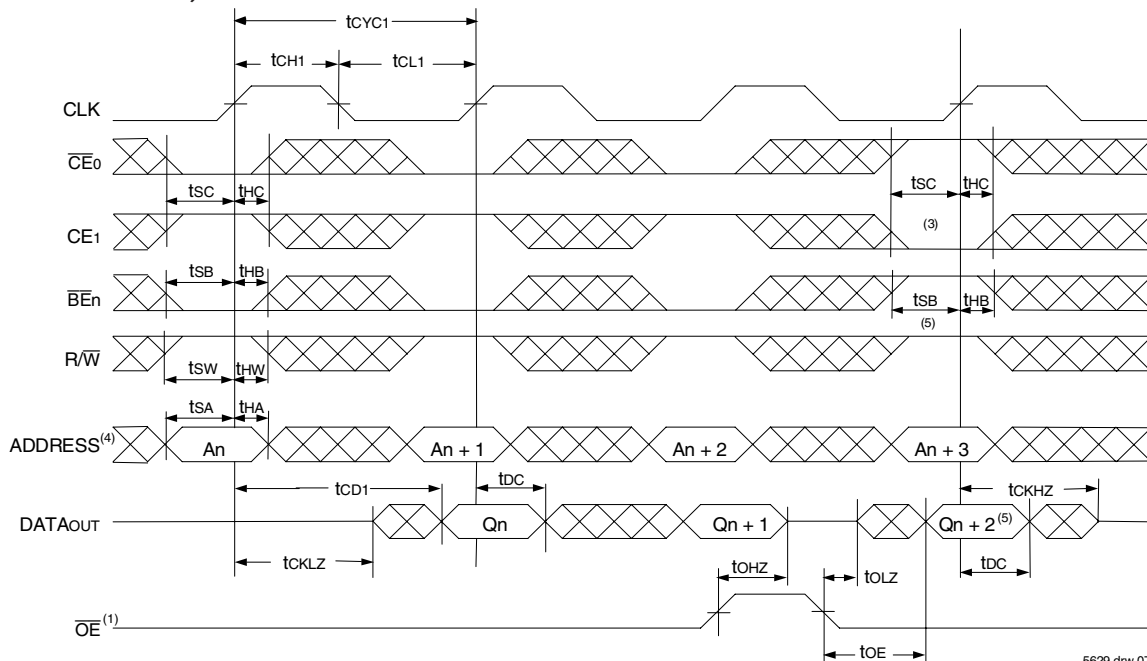 )
tCYC1
tCH1 tCL1
CLK
CE0
tSC tHC tSC tHC
CE1 (3)
tSB tHB
BEn tSB tHB
(5)
R/W
tSW tHW
tSA tHA
ADDRESS(4) An An + 1 An + 2 An + 3
tCD1 tDC tCKHZ
DATAOUT Qn Qn + 1 Qn + 2(5)
tCKLZ tOHZ tOLZ tDC
OE(1)
tOE